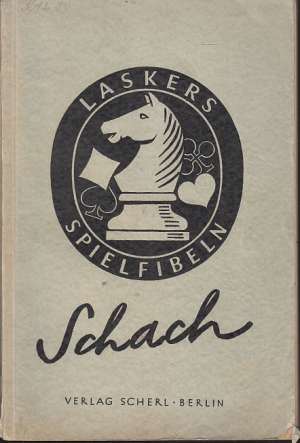 LASKERS
SPIELFIBELN
Schach
VERLAG SCHERL · BERLIN